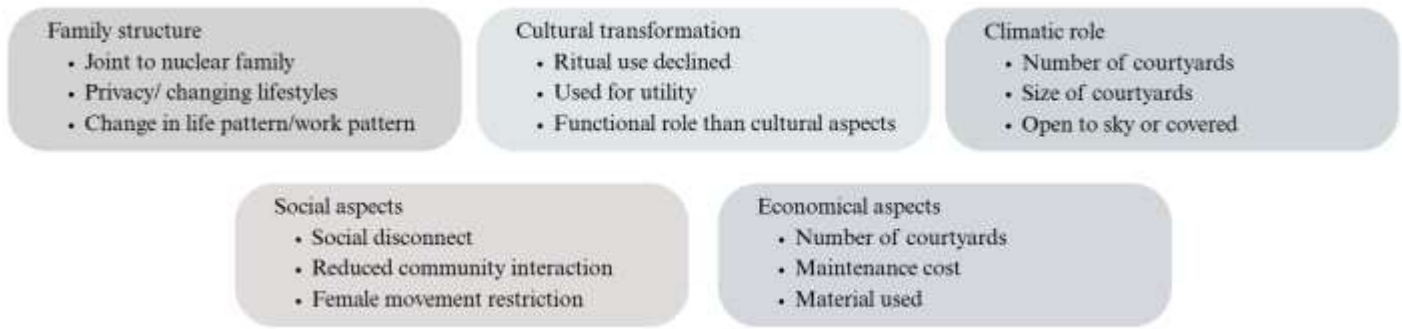 Family structure
• Joint to nuclear family
• Privacy/ changing lifestyles
• Change in life pattern/work pattern
Cultural transformation
• Ritual use declined
• Used for utility
• Functional role than cultural aspects
Climatic role
• Number of courtyards
• Size of courtyards
• Open to sky or covered
Social aspects
• Social disconnect
• Reduced community interaction
• Female movement restriction
Economical aspects
• Number of courtyards
• Maintenance cost
• Material used